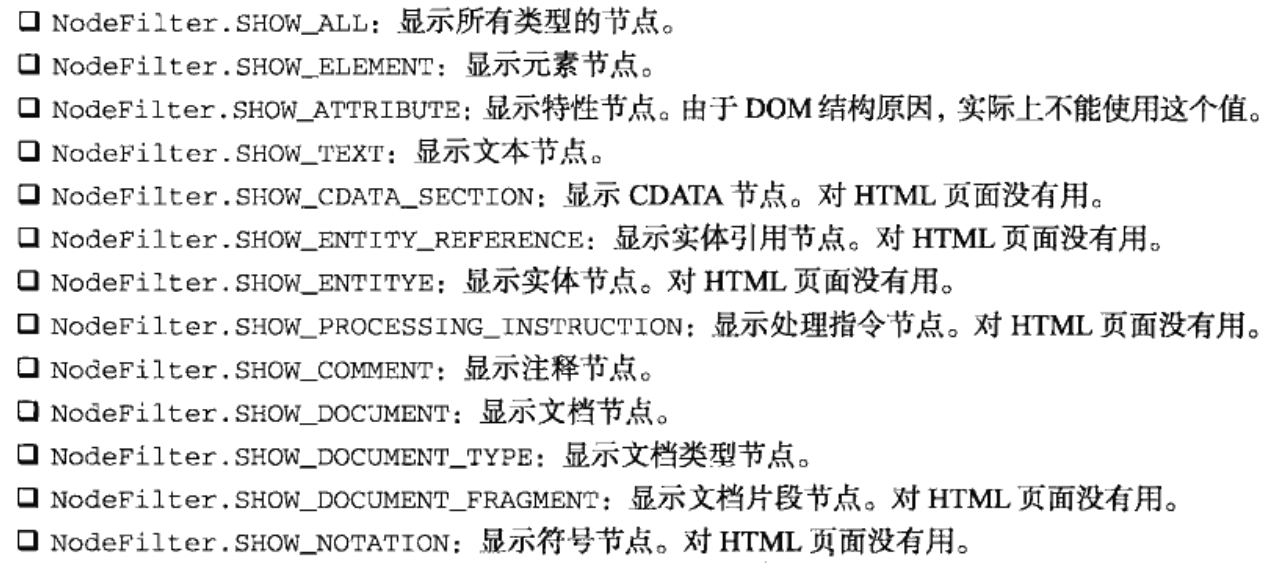 ❑ NodeFilter.SHOW_ALL：显示所有类型的节点。
❑ NodeFilter.SHOW_ELEMENT：显示元素节点。
❑ NodeFilter.SHOW_ATTRIBUTE：显示特性节点。由于 DOM 结构原因，实际上不能使用这个值。
❑ NodeFilter.SHOW_TEXT：显示文本节点。
❑ NodeFilter.SHOW_CDATA_SECTION：显示 CDATA 节点。对 HTML 页面没有用。
❑ NodeFilter.SHOW_ENTITY_REFERENCE：显示实体引用节点。对 HTML 页面没有用。
❑ NodeFilter.SHOW_ENTITYE：显示实体节点。对 HTML 页面没有用。
❑ NodeFilter.SHOW_PROCESSING_INSTRUCTION：显示处理指令节点。对 HTML 页面没有用。
❑ NodeFilter.SHOW_COMMENT：显示注释节点。
❑ NodeFilter.SHOW_DOCUMENT：显示文档节点。
❑ NodeFilter.SHOW_DOCUMENT_TYPE：显示文档类型节点。
❑ NodeFilter.SHOW_DOCUMENT_FRAGMENT：显示文档片段节点。对 HTML 页面没有用。
❑ NodeFilter.SHOW_NOTATION：显示符号节点。对 HTML 页面没有用。